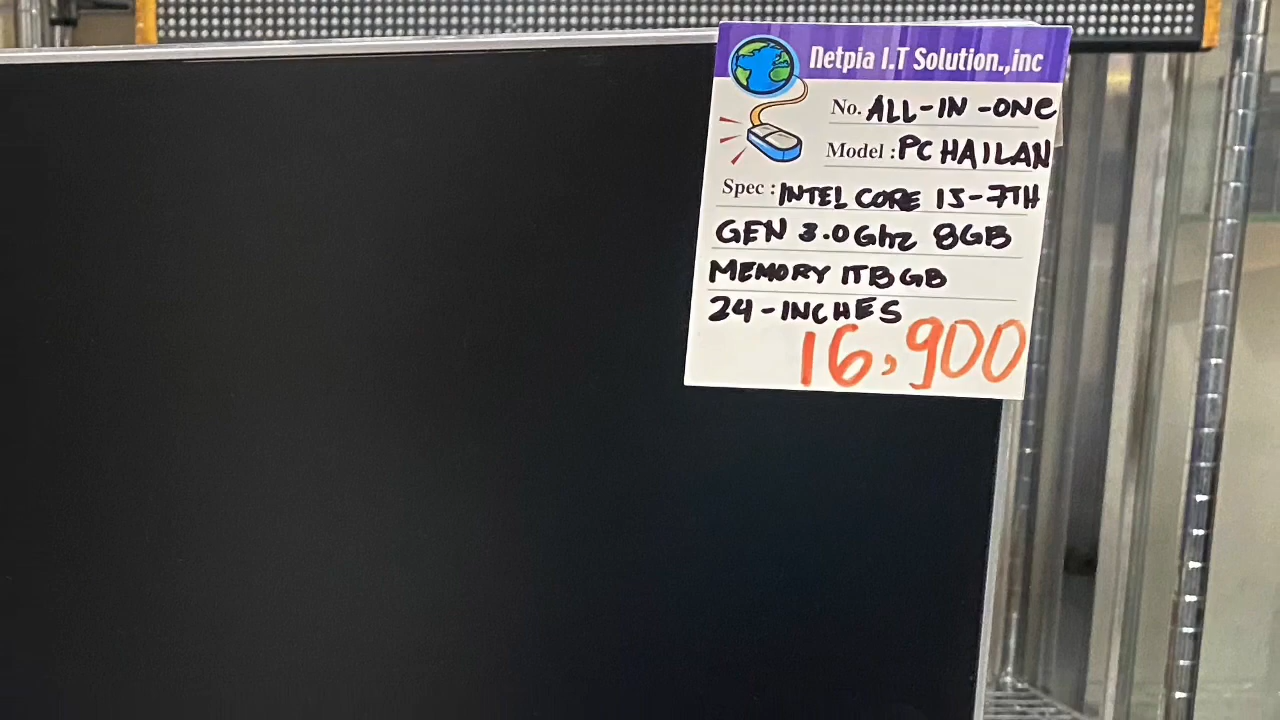 Netpia I.T Solution.,inc
No. ALL-IN-ONE
Model : PC HAILAN
Spec : INTEL CORE I5-7TH
GEN 3.0Ghz 8GB
MEMORY 1TB GB
24-INCHES
16,900